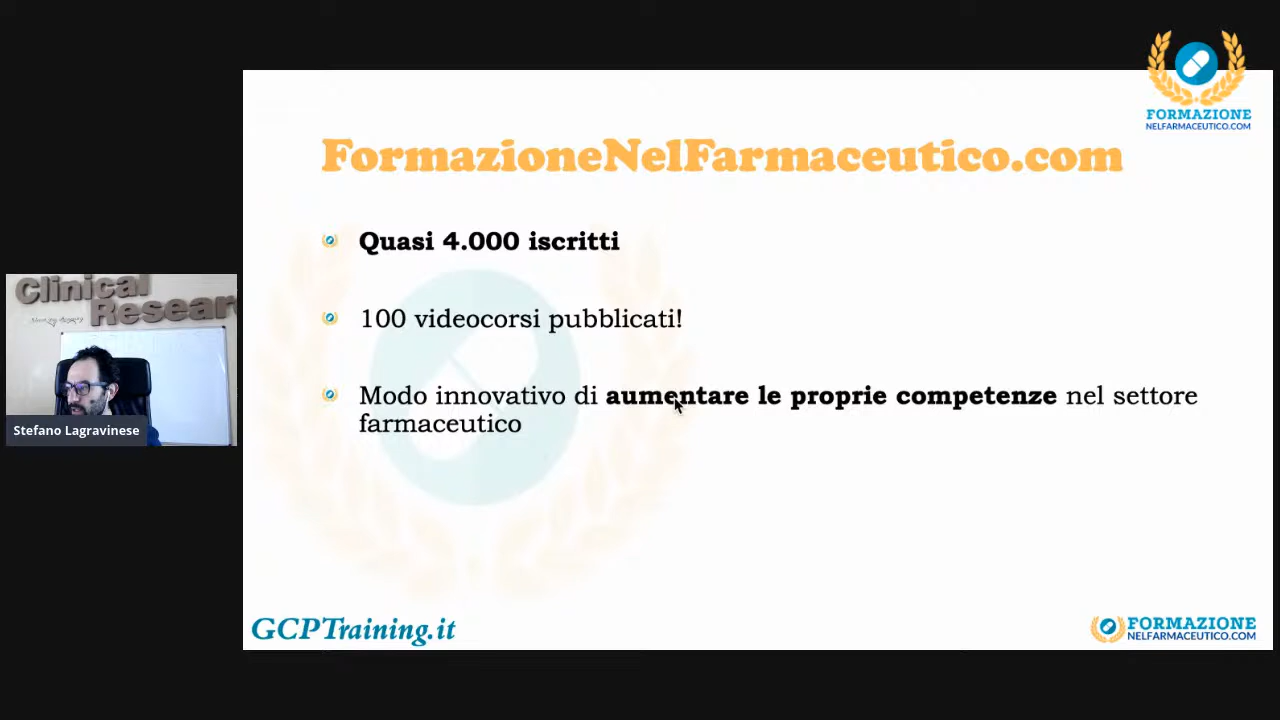 FORMAZIONE
NELFARMACEUTICO.COM
FormazioneNelFarmaceutico.com
Quasi 4.000 iscritti
100 videocorsi pubblicati!
Modo innovativo di aumentare le proprie competenze nel settore
farmaceutico
Clinical
Resear
Stefano Lagravinese
GCPTraining.it
FORMAZIONE
NELFARMACEUTICO.COM